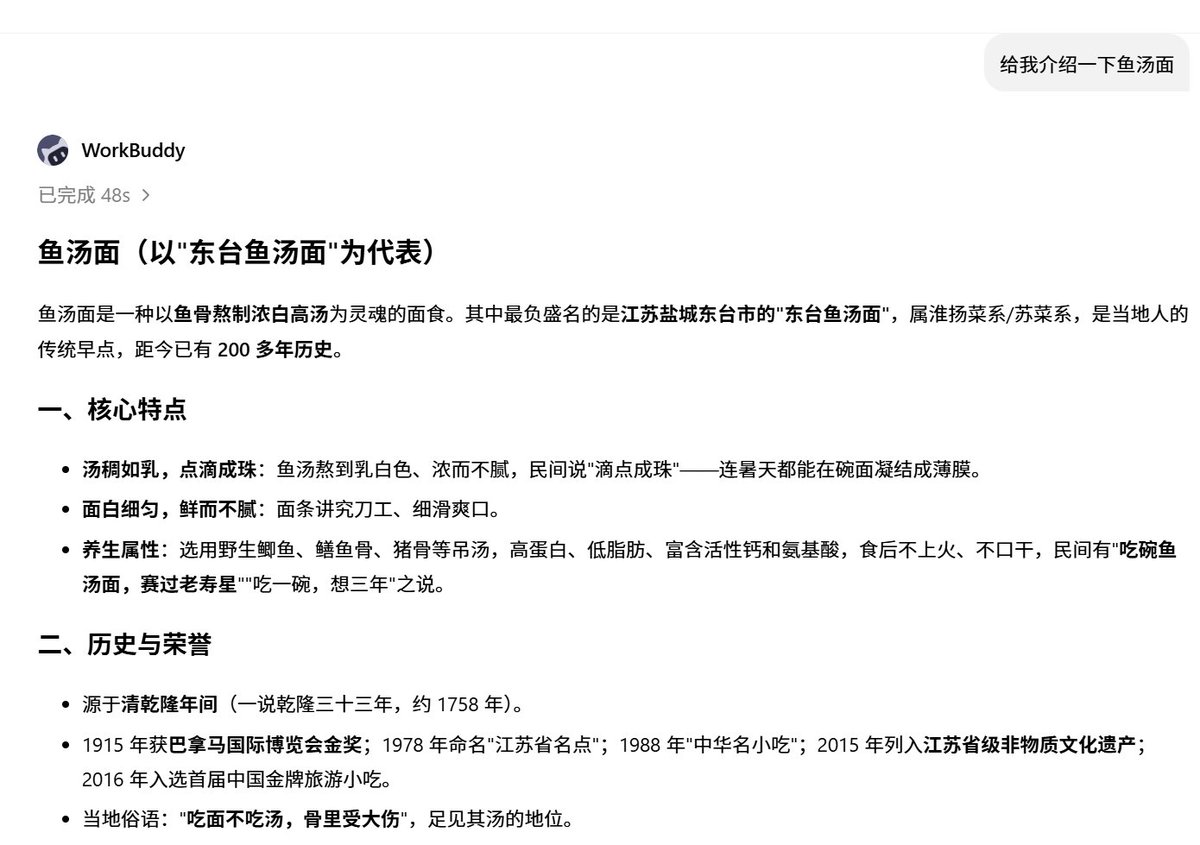 给我介绍一下鱼汤面
WorkBuddy
已完成 48s >
鱼汤面（以"东台鱼汤面"为代表）
鱼汤面是一种以鱼骨熬制浓白高汤为灵魂的面食。其中最负盛名的是江苏盐城东台市的"东台鱼汤面"，属淮扬菜系/苏菜系，是当地人的
传统早点，距今已有 200 多年历史。
一、核心特点
• 汤稠如乳，点滴成珠：鱼汤熬到乳白色、浓而不腻，民间说"滴点成珠"——连暑天都能在碗面凝结成薄膜。
• 面白细匀，鲜而不腻：面条讲究刀工、细滑爽口。
• 养生属性：选用野生鲫鱼、鳝鱼骨、猪骨等吊汤，高蛋白、低脂肪、富含活性钙和氨基酸，食后不上火、不口干，民间有"吃碗鱼
汤面，赛过老寿星""吃一碗，想三年"之说。
二、历史与荣誉
• 源于清乾隆年间（一说乾隆三十三年，约 1758 年）。
• 1915 年获巴拿马国际博览会金奖；1978 年命名"江苏省名点"；1988 年"中华名小吃"；2015 年列入江苏省级非物质文化遗产；
2016 年入选首届中国金牌旅游小吃。
• 当地俗语："吃面不吃汤，骨里受大伤"，足见其汤的地位。